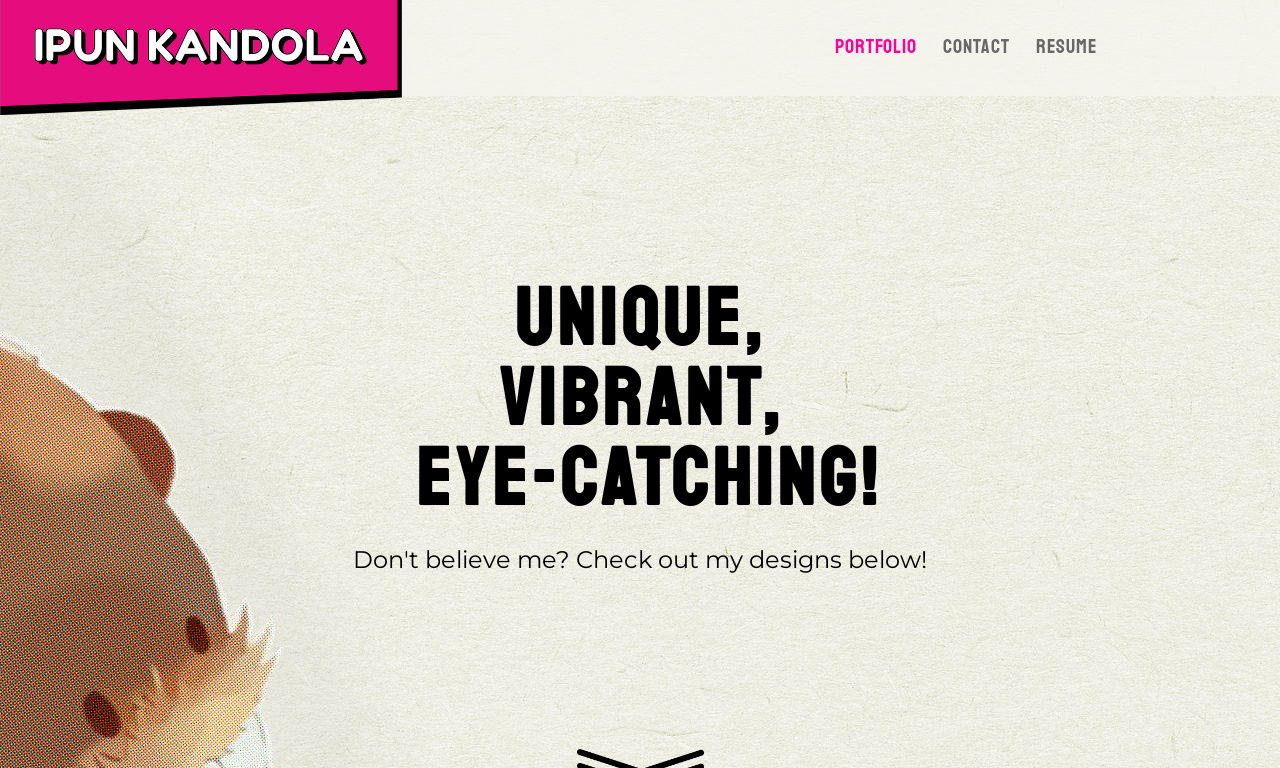 IPUN KANDOLA
PORTFOLIO CONTACT RESUME
UNIQUE,
VIBRANT,
EYE-CATCHING!
Don't believe me? Check out my designs below!